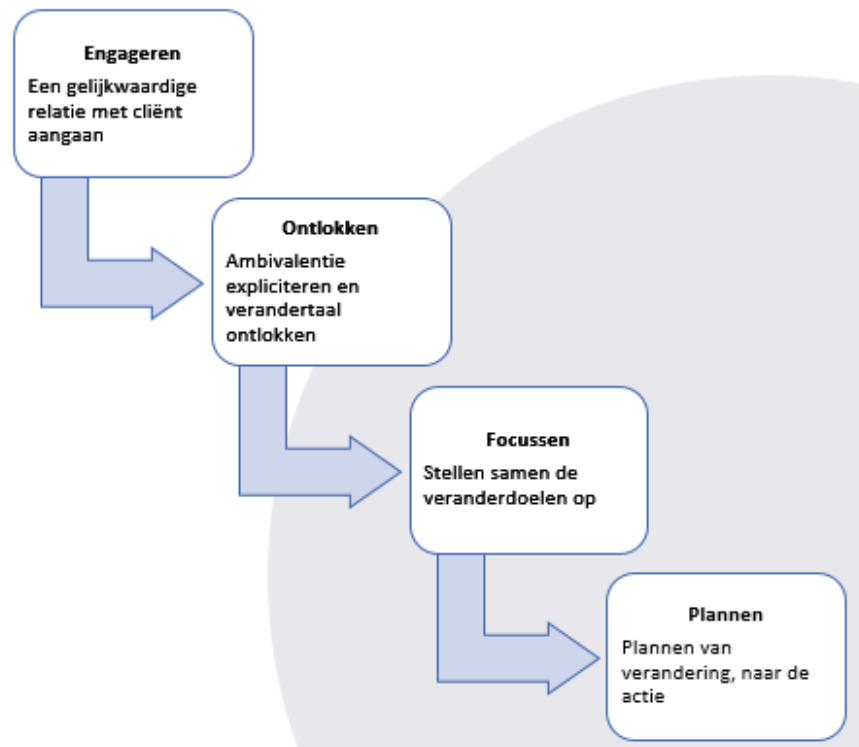 Engageren
Een gelijkwaardige
relatie met cliënt
aangaan
Ontlokken
Ambivalentie
expliciteren en
verandertaal
ontlokken
Focussen
Stellen samen de
veranderdoelen op
Plannen
Plannen van
verandering, naar de
actie